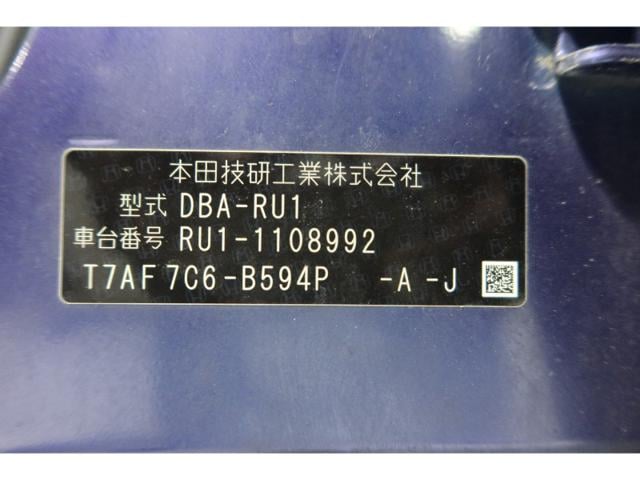 本田技研工業株式会社
型式 DBA-RU1
車台番号 RU1-1108992
T7AF 7C6-B594P -A -J